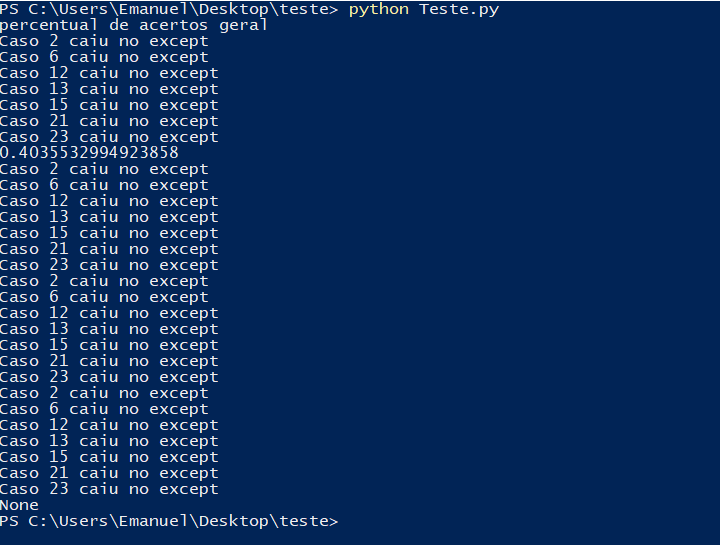 PS C:\Users\Emanuel\Desktop\teste> python Teste.py
percentual de acertos geral
Caso 2 caiu no except
Caso 6 caiu no except
Caso 12 caiu no except
Caso 13 caiu no except
Caso 15 caiu no except
Caso 21 caiu no except
Caso 23 caiu no except
0.4035532994923858
Caso 2 caiu no except
Caso 6 caiu no except
Caso 12 caiu no except
Caso 13 caiu no except
Caso 15 caiu no except
Caso 21 caiu no except
Caso 23 caiu no except
Caso 2 caiu no except
Caso 6 caiu no except
Caso 12 caiu no except
Caso 13 caiu no except
Caso 15 caiu no except
Caso 21 caiu no except
Caso 23 caiu no except
Caso 2 caiu no except
Caso 6 caiu no except
Caso 12 caiu no except
Caso 13 caiu no except
Caso 15 caiu no except
Caso 21 caiu no except
Caso 23 caiu no except
None
PS C:\Users\Emanuel\Desktop\teste>